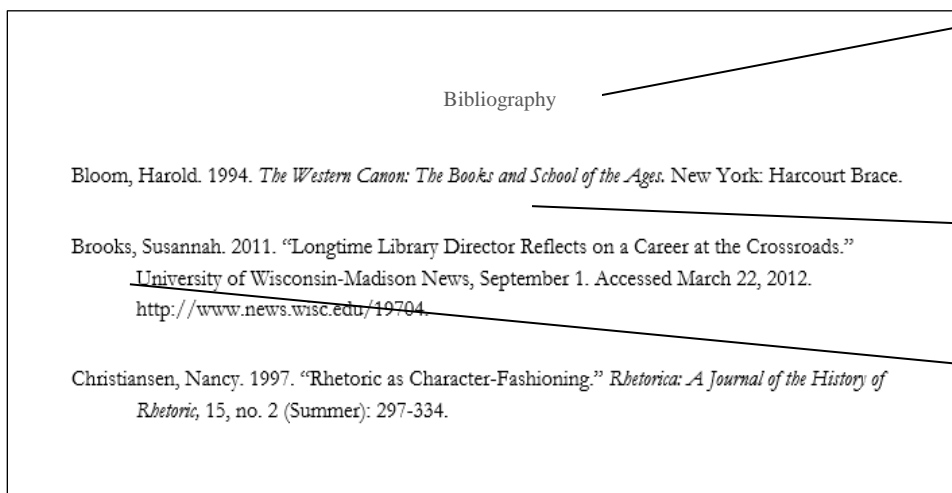 Bibliography
Bloom, Harold. 1994. The Western Canon: The Books and School of the Ages. New York: Harcourt Brace.
Brooks, Susannah. 2011. “Longtime Library Director Reflects on a Career at the Crossroads.”
University of Wisconsin-Madison News, September 1. Accessed March 22, 2012.
http://www.news.wisc.edu/19704.
Christiansen, Nancy. 1997. “Rhetoric as Character-Fashioning.” Rhetorica: A Journal of the History of
Rhetoric, 15, no. 2 (Summer): 297-334.